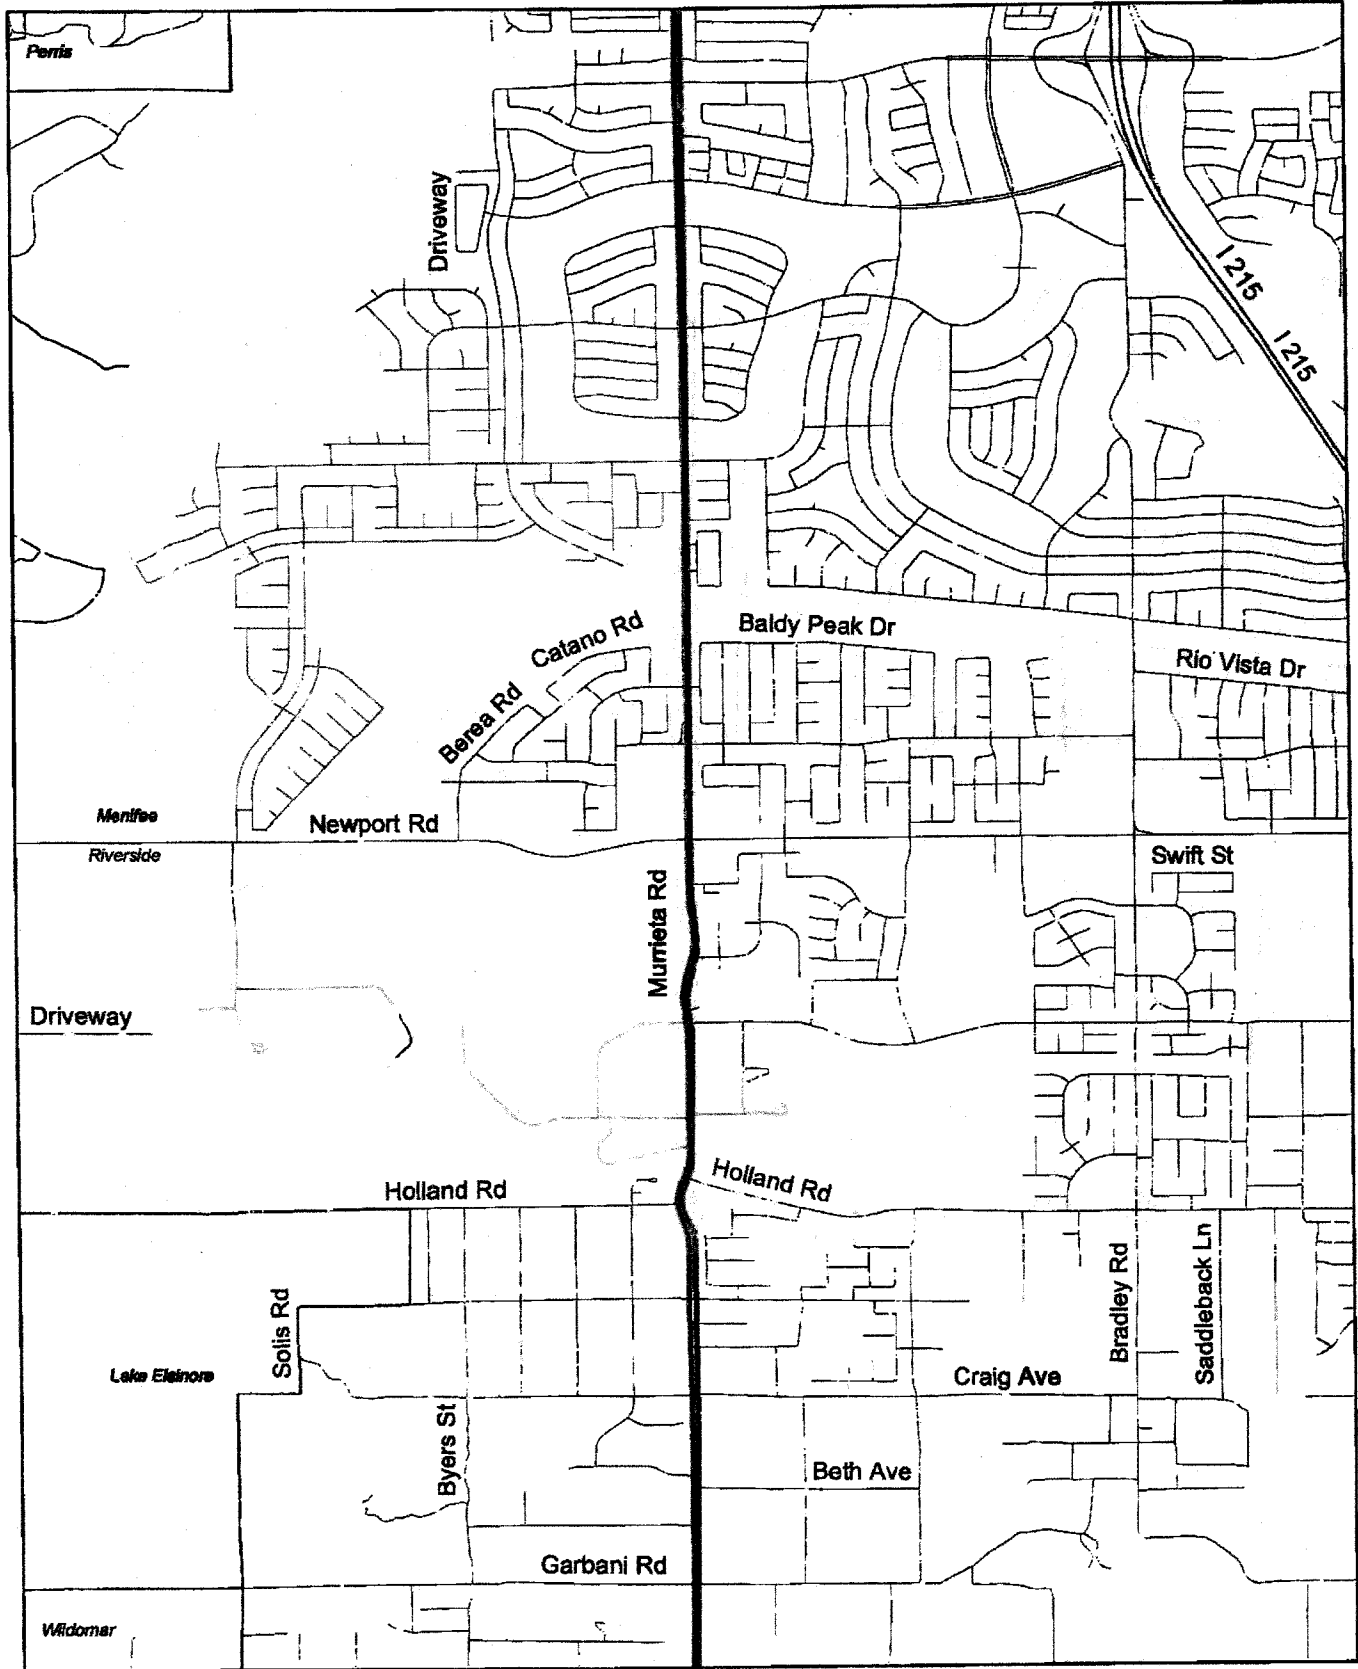 Perris
Driveway
I 215
I 215
Catano Rd
Baldy Peak Dr
Rio Vista Dr
Berea Rd
Menifee
Newport Rd
Riverside
Swift St
Murrieta Rd
Driveway
Holland Rd
Holland Rd
Solis Rd
Bradley Rd
Saddleback Ln
Lake Elsinore
Craig Ave
Byers St
Beth Ave
Garbani Rd
Wildomar